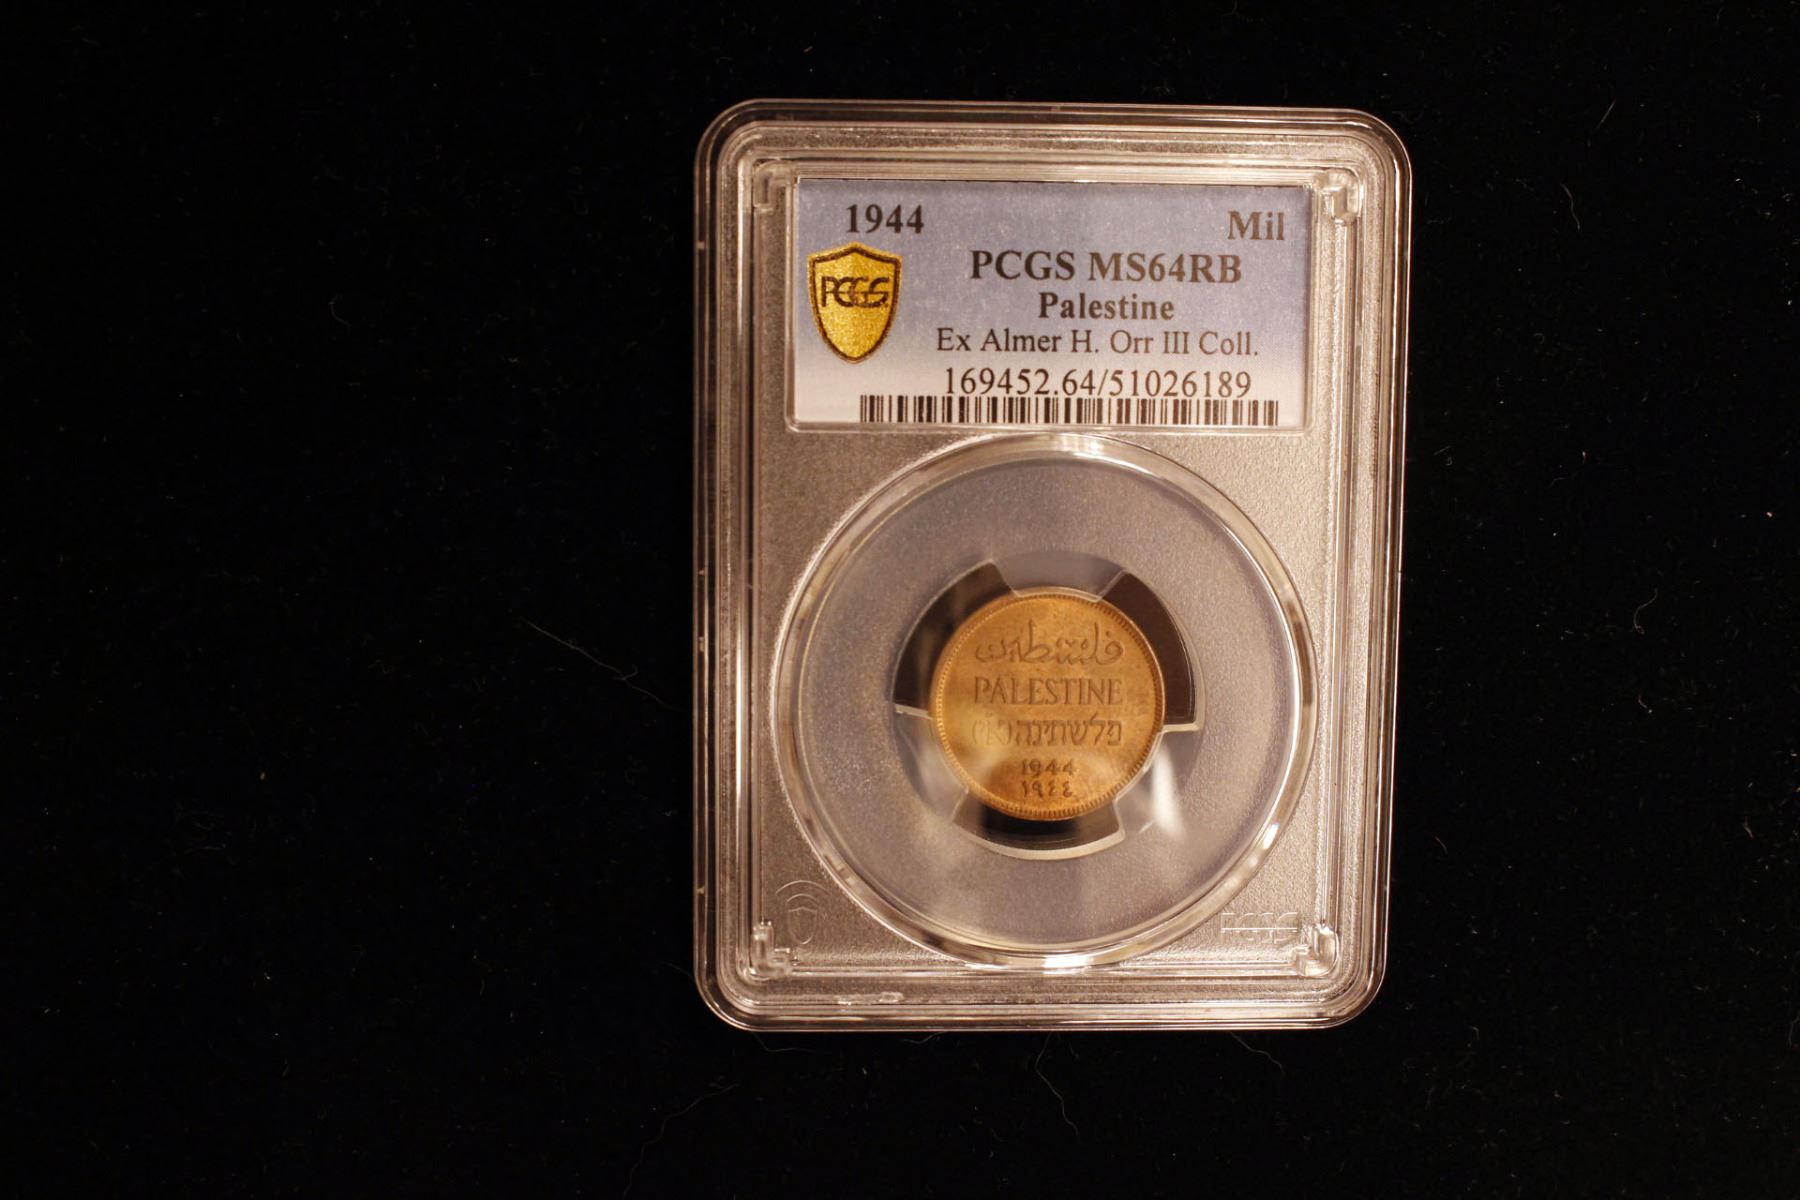 1944 Mil
PCGS
PCGS MS64RB
Palestine
Ex Almer H. Orr III Coll.
169452.64/51026189
فلسطين
PALESTINE
פלשתינה (א״י)
1944
١٩٤٤
PCGS